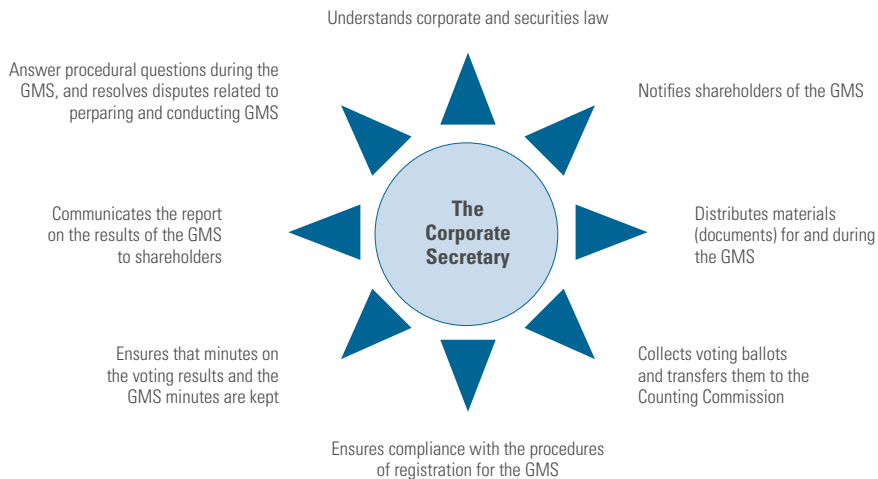 Understands corporate and securities law
Answer procedural questions during the
GMS, and resolves disputes related to
perparing and conducting GMS
Notifies shareholders of the GMS
Communicates the report
on the results of the GMS
to shareholders
The
Corporate
Secretary
Distributes materials
(documents) for and during
the GMS
Ensures that minutes on
the voting results and the
GMS minutes are kept
Collects voting ballots
and transfers them to the
Counting Commission
Ensures compliance with the procedures
of registration for the GMS